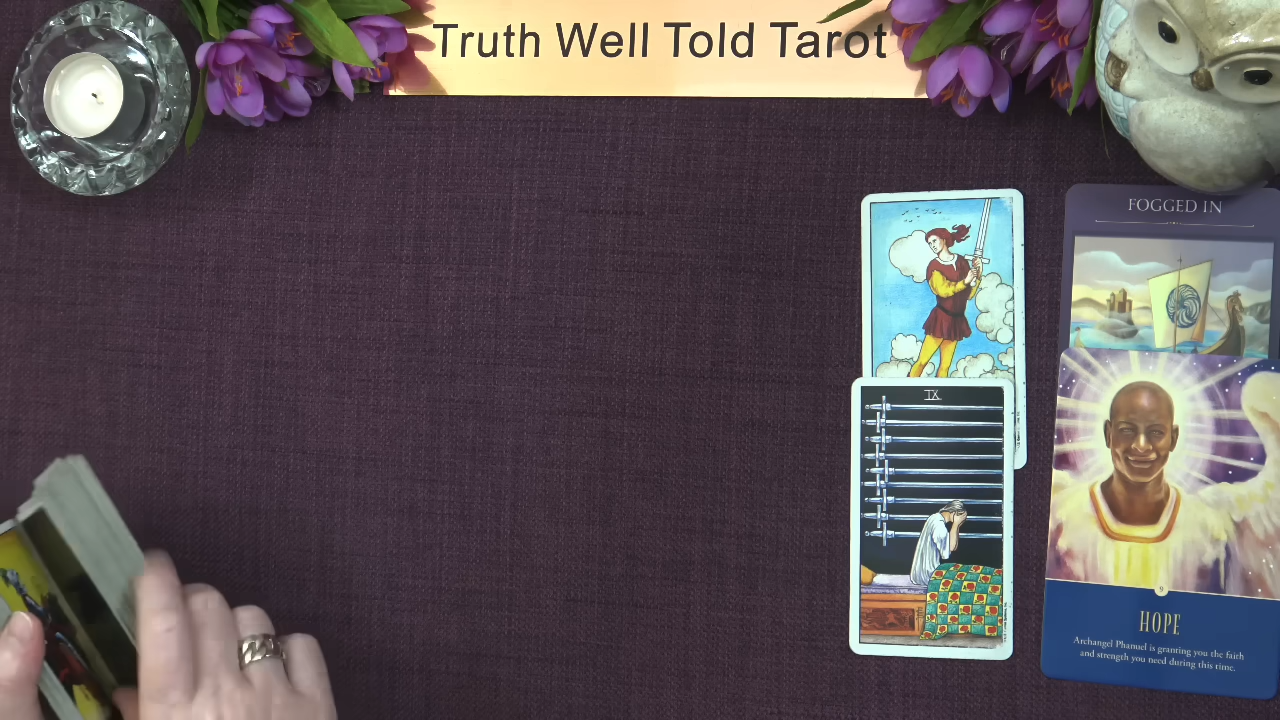 Truth Well Told Tarot
FOGGED IN
IX
9
HOPE
Archangel Phanuel is granting you the faith
and strength you need during this time.